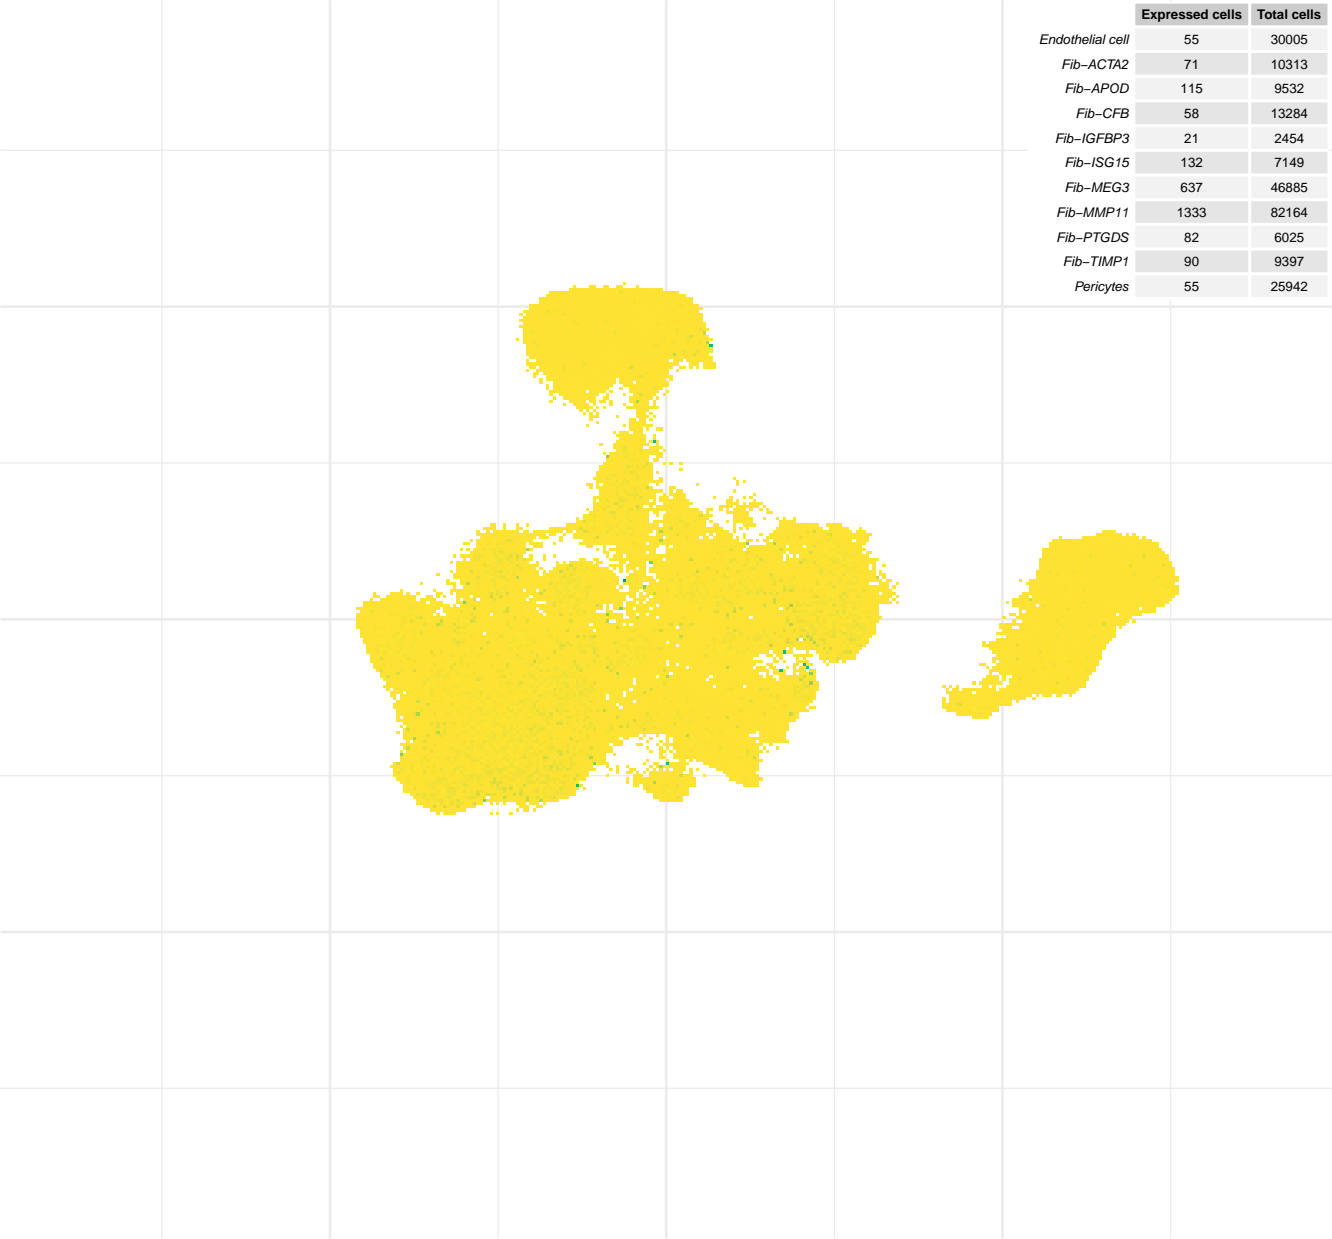 Expressed cells Total cells
Endothelial cell 55 30005
Fib−ACTA2 71 10313
Fib−APOD 115 9532
Fib−CFB 58 13284
Fib−IGFBP3 21 2454
Fib−ISG15 132 7149
Fib−MEG3 637 46885
Fib−MMP11 1333 82164
Fib−PTGDS 82 6025
Fib−TIMP1 90 9397
Pericytes 55 25942